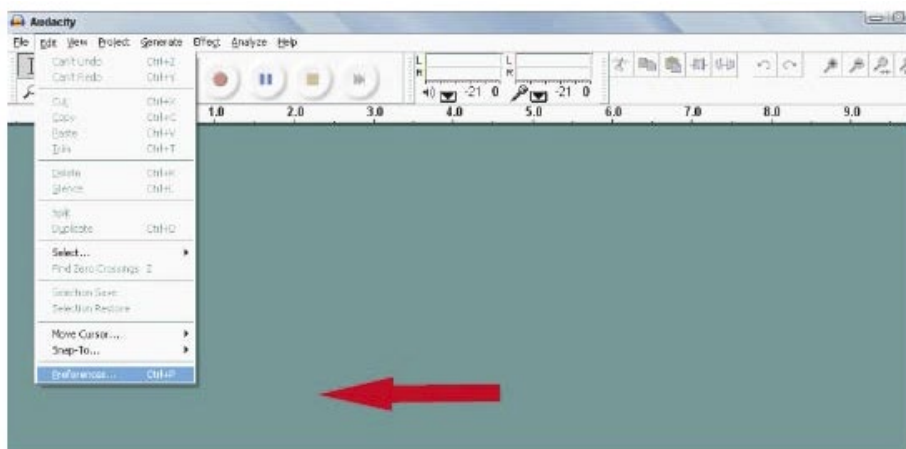 Audacity
File Edit View Project Generate Effect Analyze Help
Can't Undo Ctrl+Z
Can't Redo Ctrl+Y
Cut Ctrl+X
Copy Ctrl+C
Paste Ctrl+V
Trim Ctrl+T
Delete Ctrl+K
Silence Ctrl+L
Split
Duplicate Ctrl+D
Select...
Find Zero Crossings Z
Selection Save
Selection Restore
Move Cursor...
Snap-To...
Preferences... Ctrl+P
L
R
-21 0
L
R
-21 0
1.0 2.0 3.0 4.0 5.0 6.0 7.0 8.0 9.0